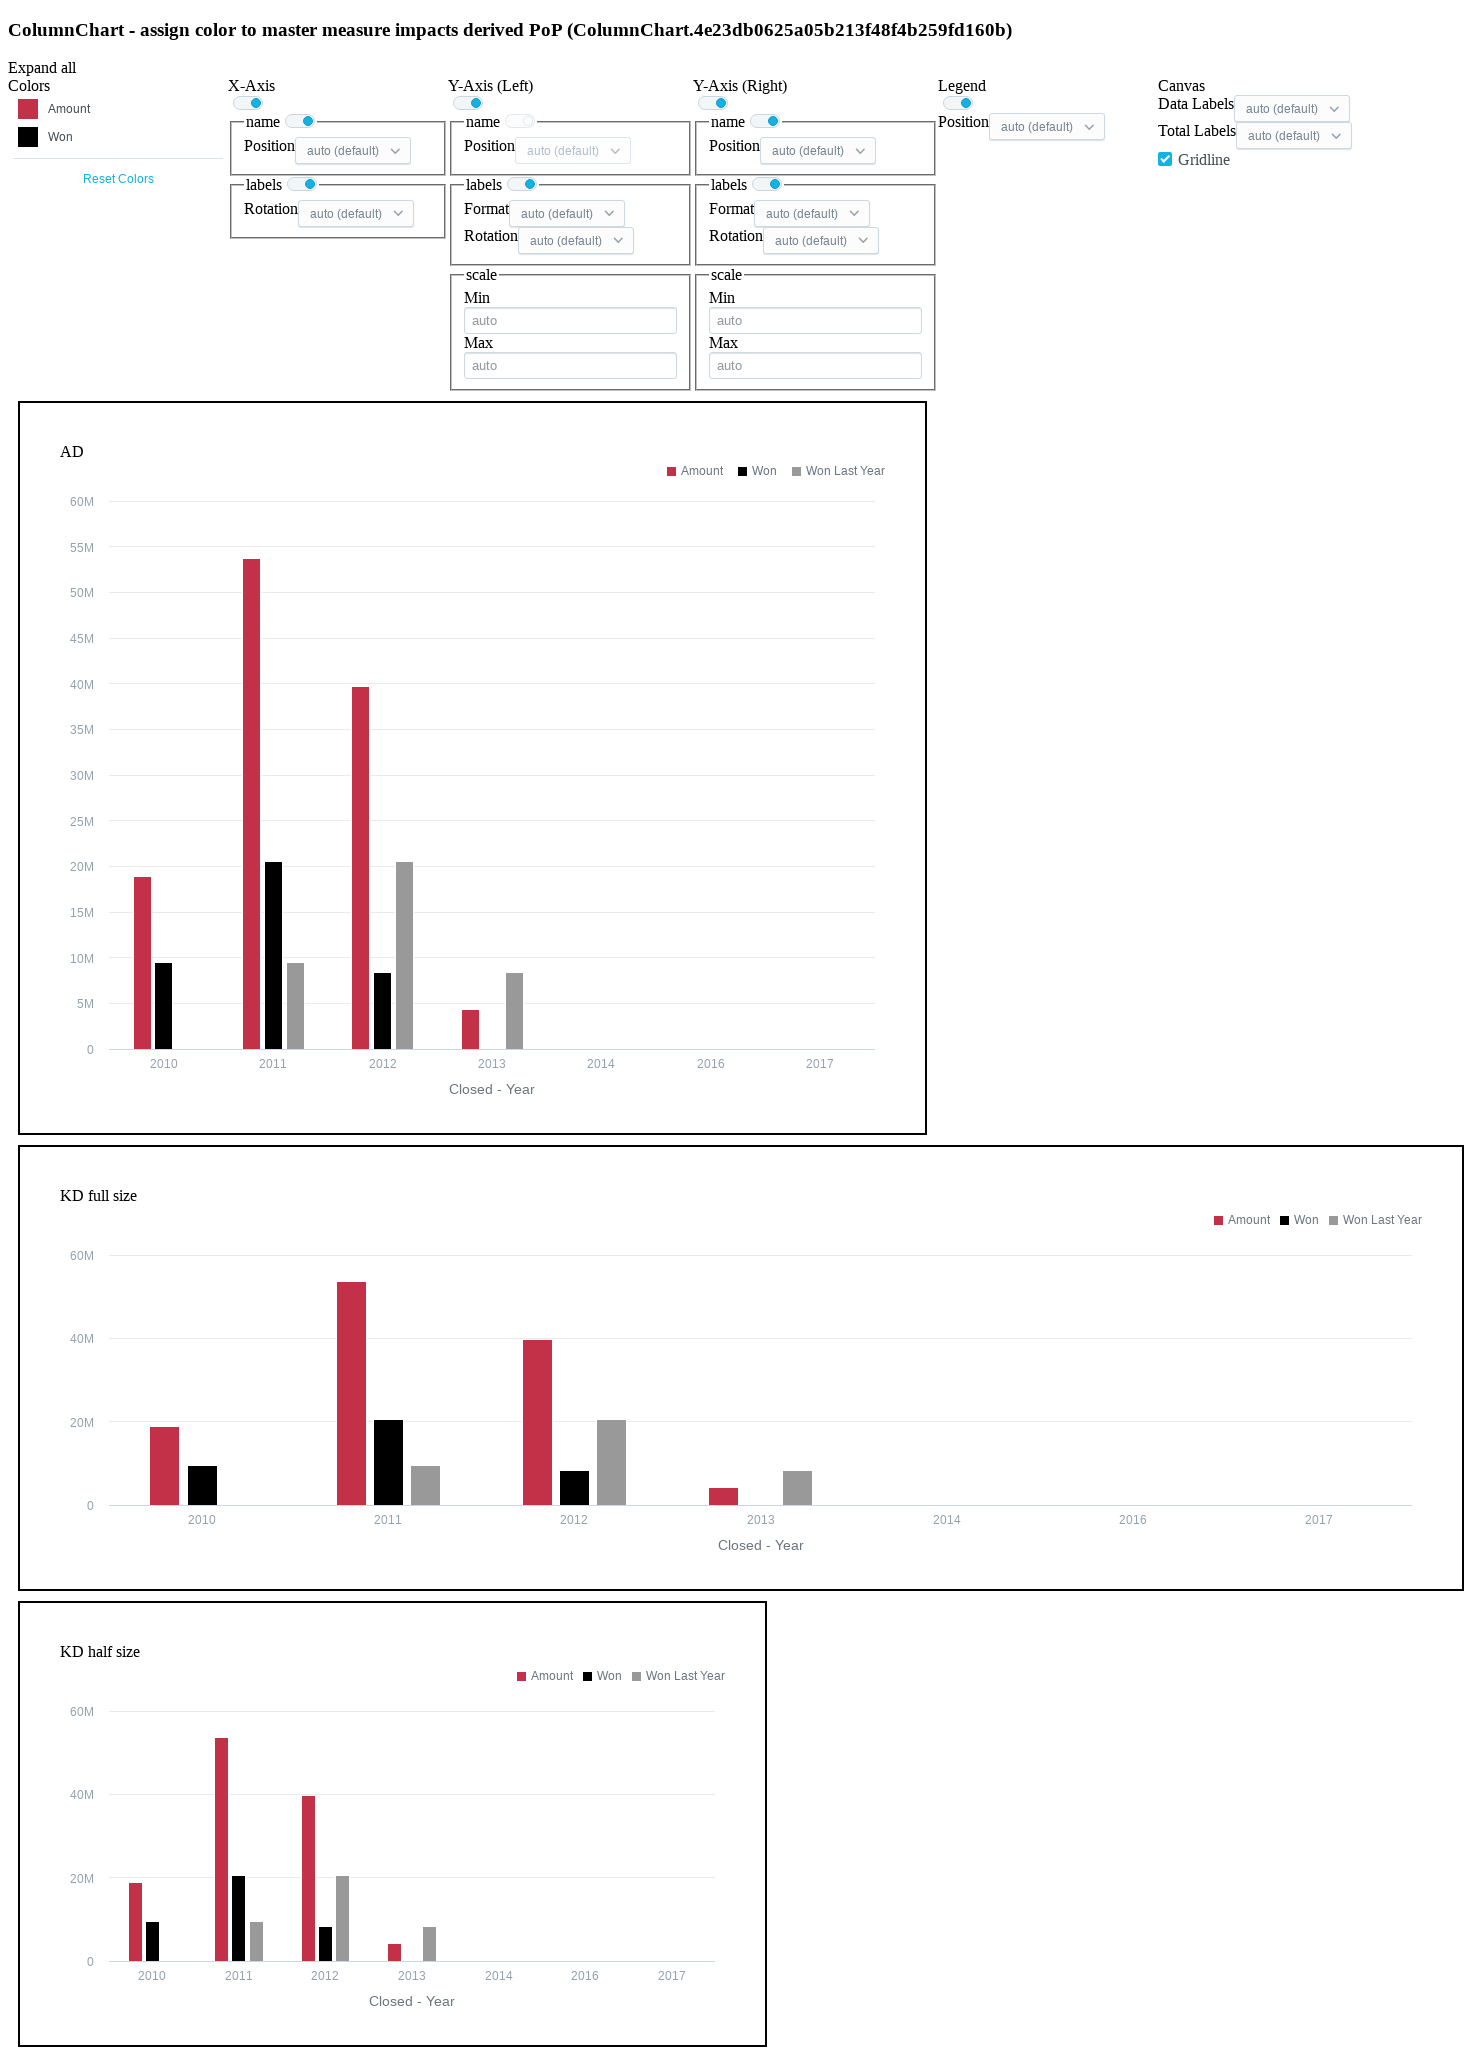 ColumnChart - assign color to master measure impacts derived PoP (ColumnChart.4e23db0625a05b213f48f4b259fd160b)
Expand all
Colors
Amount
Won
Reset Colors
X-Axis
name
Position auto (default)
labels
Rotation auto (default)
Y-Axis (Left)
name
Position auto (default)
labels
Format auto (default)
Rotation auto (default)
scale
Min
auto
Max
auto
Y-Axis (Right)
name
Position auto (default)
labels
Format auto (default)
Rotation auto (default)
scale
Min
auto
Max
auto
Legend
Position auto (default)
Canvas
Data Labels auto (default)
Total Labels auto (default)
Gridline
AD
Amount Won Won Last Year
60M
55M
50M
45M
40M
35M
30M
25M
20M
15M
10M
5M
0
2010 2011 2012 2013 2014 2016 2017
Closed - Year
KD full size
Amount Won Won Last Year
60M
40M
20M
0
2010 2011 2012 2013 2014 2016 2017
Closed - Year
KD half size
Amount Won Won Last Year
60M
40M
20M
0
2010 2011 2012 2013 2014 2016 2017
Closed - Year